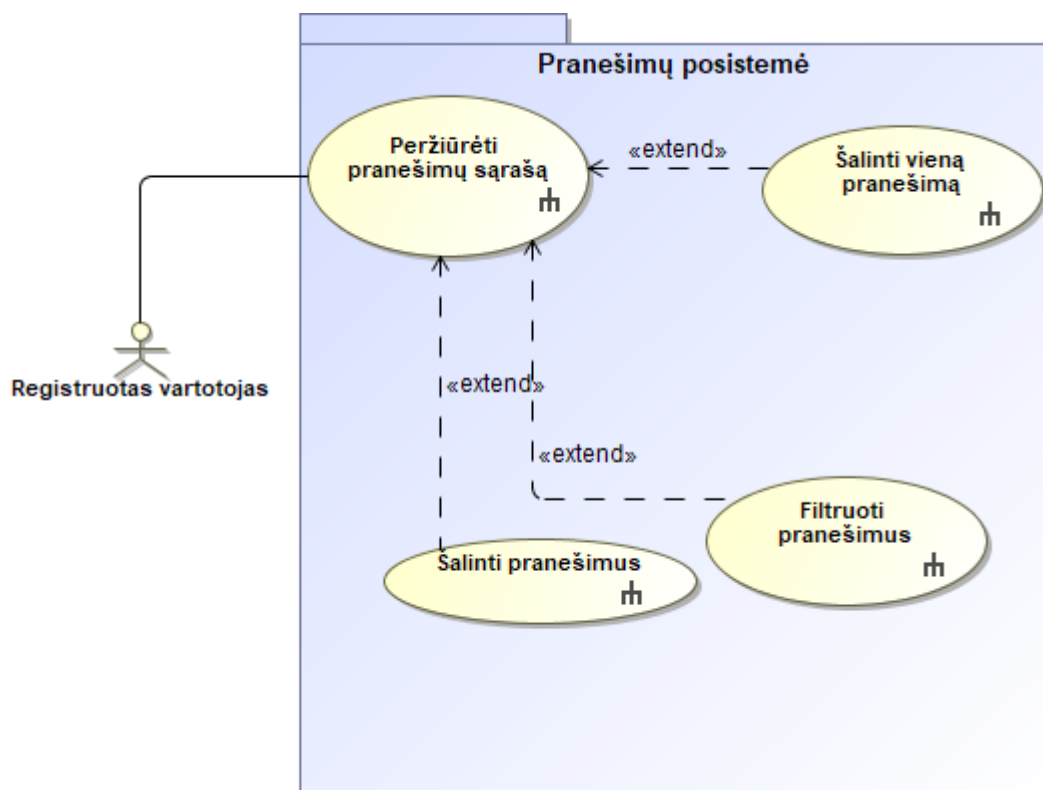 Pranešimų posistemė
Peržiūrėti
pranešimų sąrašą
«extend»
Šalinti vieną
pranešimą
Registruotas vartotojas
«extend»
«extend»
Filtruoti
pranešimus
Šalinti pranešimus